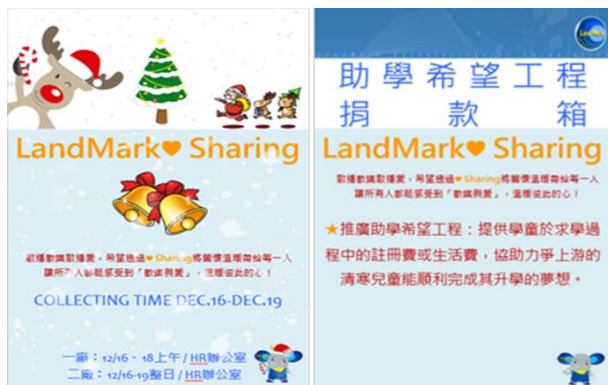 LandMark♥ Sharing
散播歡識散播愛,希望透過♥Sharing將關懷溫暖帶給每一人
讓所有人都能感受到「歡識與愛」,溫暖彼此的心!
COLLECTING TIME DEC.16-DEC.19
一廠:12/16、18上午/HR辦公室
二廠:12/16-19整日/HR辦公室
LandMark
助學希望工程
捐款箱
LandMark♥ Sharing
散播歡識散播愛,希望透過♥Sharing將關懷溫暖帶給每一人
讓所有人都能感受到「歡識與愛」,溫暖彼此的心!
★推廣助學希望工程:提供學童於求學過
程中的註冊費或生活費,協助力爭上游的
清寒兒童能順利完成其升學的夢想。